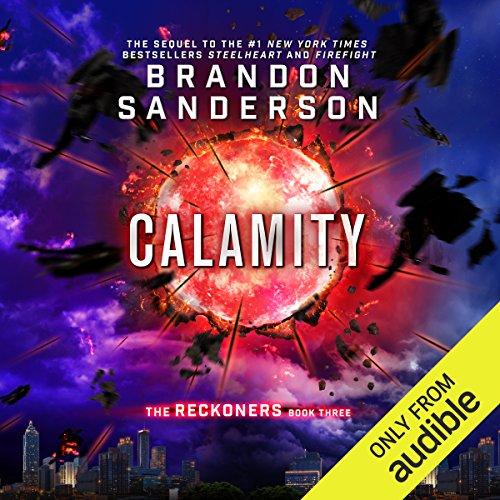 THE SEQUEL TO THE #1 NEW YORK TIMES
BESTSELLERS STEELHEART AND FIREFIGHT
BRANDON
SANDERSON
CALAMITY
THE RECKONERS BOOK THREE
ONLY FROM
audible